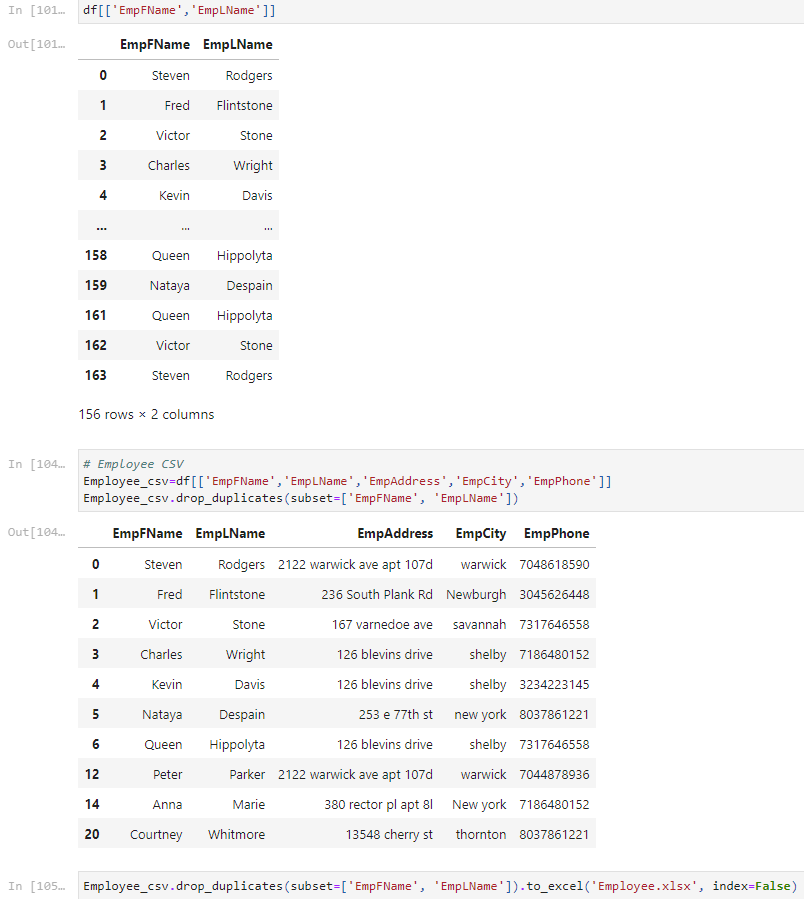 In [101… df[['EmpFName','EmpLName']]
Out[101…
EmpFName EmpLName
0 Steven Rodgers
1 Fred Flintstone
2 Victor Stone
3 Charles Wright
4 Kevin Davis
... ... ...
158 Queen Hippolyta
159 Nataya Despain
161 Queen Hippolyta
162 Victor Stone
163 Steven Rodgers
156 rows × 2 columns
In [104… # Employee CSV
Employee_csv=df[['EmpFName','EmpLName','EmpAddress','EmpCity','EmpPhone']]
Employee_csv.drop_duplicates(subset=['EmpFName', 'EmpLName'])
Out[104…
EmpFName EmpLName EmpAddress EmpCity EmpPhone
0 Steven Rodgers 2122 warwick ave apt 107d warwick 7048618590
1 Fred Flintstone 236 South Plank Rd Newburgh 3045626448
2 Victor Stone 167 varnedoe ave savannah 7317646558
3 Charles Wright 126 blevins drive shelby 7186480152
4 Kevin Davis 126 blevins drive shelby 3234223145
5 Nataya Despain 253 e 77th st new york 8037861221
6 Queen Hippolyta 126 blevins drive shelby 7317646558
12 Peter Parker 2122 warwick ave apt 107d warwick 7044878936
14 Anna Marie 380 rector pl apt 8l New york 7186480152
20 Courtney Whitmore 13548 cherry st thornton 8037861221
In [105… Employee_csv.drop_duplicates(subset=['EmpFName', 'EmpLName']).to_excel('Employee.xlsx', index=False)